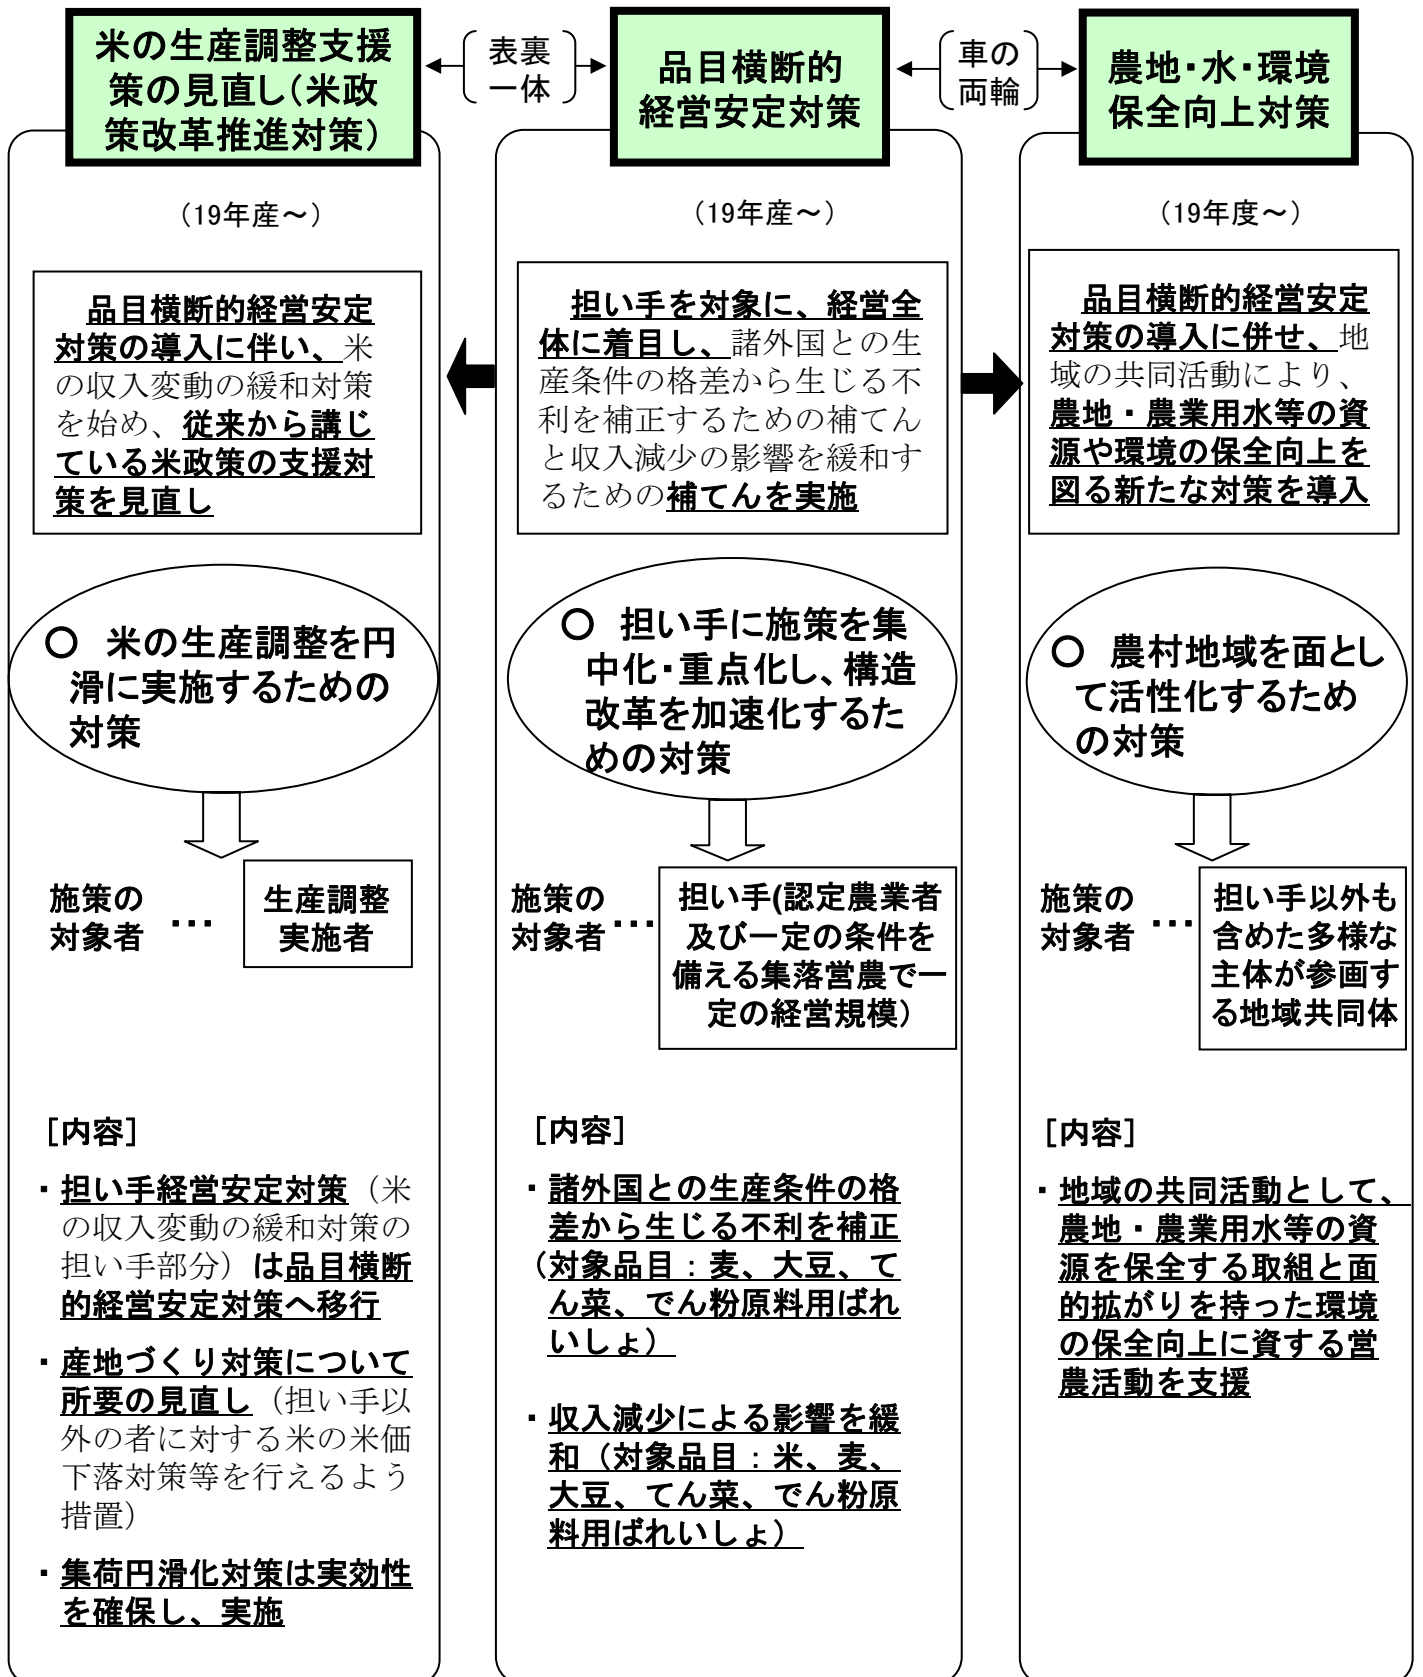 米の生産調整支援
策の見直し(米政
策改革推進対策)
表裏
一体
品目横断的
経営安定対策
車の
両輪
農地・水・環境
保全向上対策
(19年産~)
品目横断的経営安定
対策の導入に伴い、米
の収入変動の緩和対策
を始め、従来から講じ
ている米政策の支援対
策を見直し
○ 米の生産調整を円
滑に実施するための
対策
施策の
対象者
…
生産調整
実施者
[内容]
・担い手経営安定対策(米
の収入変動の緩和対策の
担い手部分)は品目横断
的経営安定対策へ移行
・産地づくり対策について
所要の見直し(担い手以
外の者に対する米の米価
下落対策等を行えるよう
措置)
・集荷円滑化対策は実効性
を確保し、実施
(19年産~)
担い手を対象に、経営全
体に着目し、諸外国との生
産条件の格差から生じる不
利を補正するための補てん
と収入減少の影響を緩和す
るための補てんを実施
○ 担い手に施策を集
中化・重点化し、構造
改革を加速化するた
めの対策
施策の
対象者
…
担い手(認定農業者
及び一定の条件を
備える集落営農で一
定の経営規模)
[内容]
・諸外国との生産条件の格
差から生じる不利を補正
(対象品目:麦、大豆、て
ん菜、でん粉原料用ばれ
いしょ)
・収入減少による影響を緩
和(対象品目:米、麦、
大豆、てん菜、でん粉原
料用ばれいしょ)
(19年度~)
品目横断的経営安定
対策の導入に併せ、地
域の共同活動により、
農地・農業用水等の資
源や環境の保全向上を
図る新たな対策を導入
○ 農村地域を面とし
て活性化するため
の対策
施策の
対象者
…
担い手以外も
含めた多様な
主体が参画す
る地域共同体
[内容]
・地域の共同活動として、
農地・農業用水等の資
源を保全する取組と面
的拡がりを持った環境
の保全向上に資する営
農活動を支援